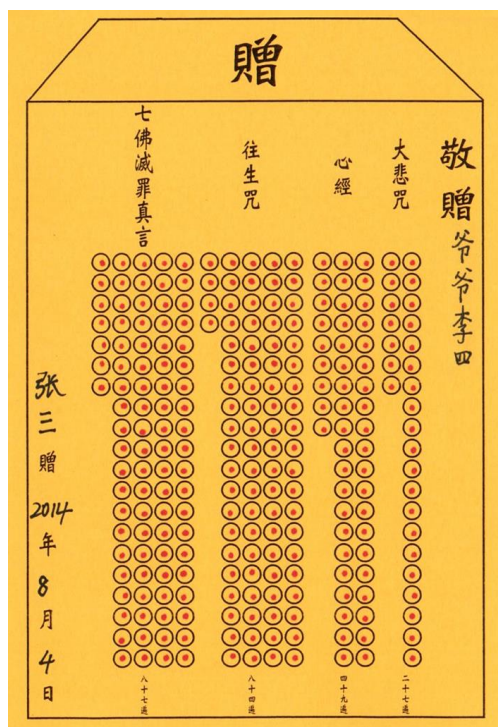 贈
敬贈爷爷李四
大悲咒
二十七遍
心經
四十九遍
往生咒
八十四遍
七佛滅罪真言
八十七遍
张三贈2014年8月4日